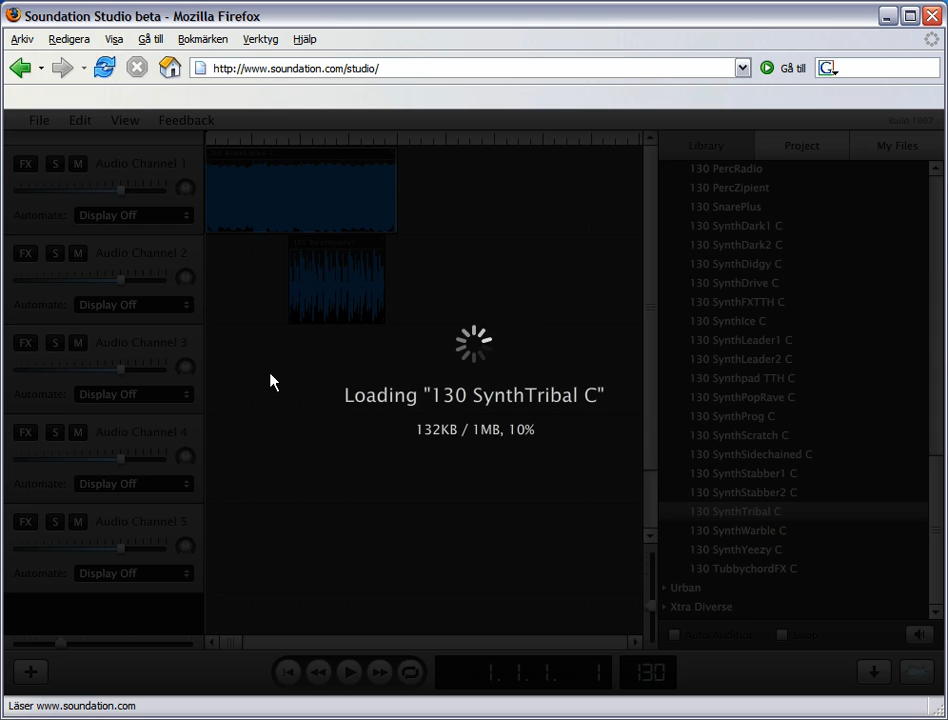 Soundation Studio beta - Mozilla Firefox
Arkiv Redigera Visa Gå till Bokmärken Verktyg Hjälp
http://www.soundation.com/studio/ Gå till G
File Edit View Feedback Build 1007
Library Project My Files
FX S M Audio Channel 1
Automate: Display Off
FX S M Audio Channel 2
Automate: Display Off
FX S M Audio Channel 3
Automate: Display Off
FX S M Audio Channel 4
Automate: Display Off
FX S M Audio Channel 5
Automate: Display Off
Loading "130 SynthTribal C"
132KB / 1MB, 10%
130 PercRadio
130 PercZipient
130 SnarePlus
130 SynthDark1 C
130 SynthDark2 C
130 SynthDidgy C
130 SynthDrive C
130 SynthFXTTH C
130 SynthIce C
130 SynthLeader1 C
130 SynthLeader2 C
130 Synthpad TTH C
130 SynthPopRave C
130 SynthProg C
130 SynthScratch C
130 SynthSidechained C
130 SynthStabber1 C
130 SynthStabber2 C
130 SynthTribal C
130 SynthWarble C
130 SynthYeezy C
130 TubbychordFX C
Urban
Xtra Diverse
Auto Audition Loop
1. 1. 1. 1 130
Läser www.soundation.com